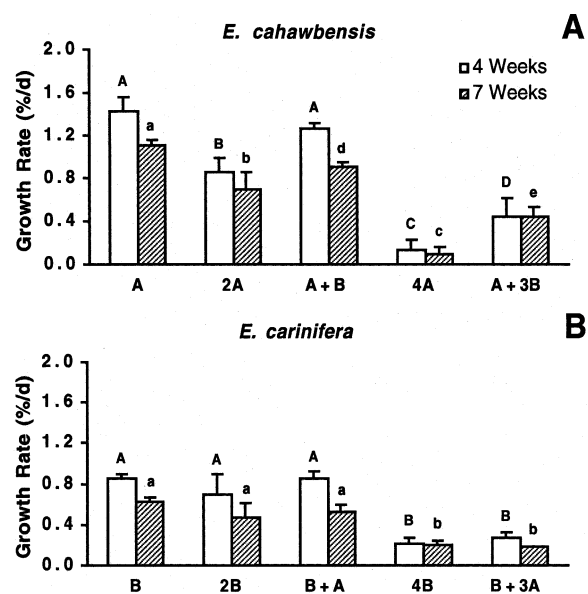 E. cahawbensis
A
2.0
1.6
1.2
0.8
0.4
0.0
Growth Rate (%/d)
4 Weeks
7 Weeks
A a B b A d C c D e
A 2A A + B 4A A + 3B
E. carinifera
B
2.0
1.6
1.2
0.8
0.4
0.0
Growth Rate (%/d)
A a A a A a B b B b
B 2B B + A 4B B + 3A